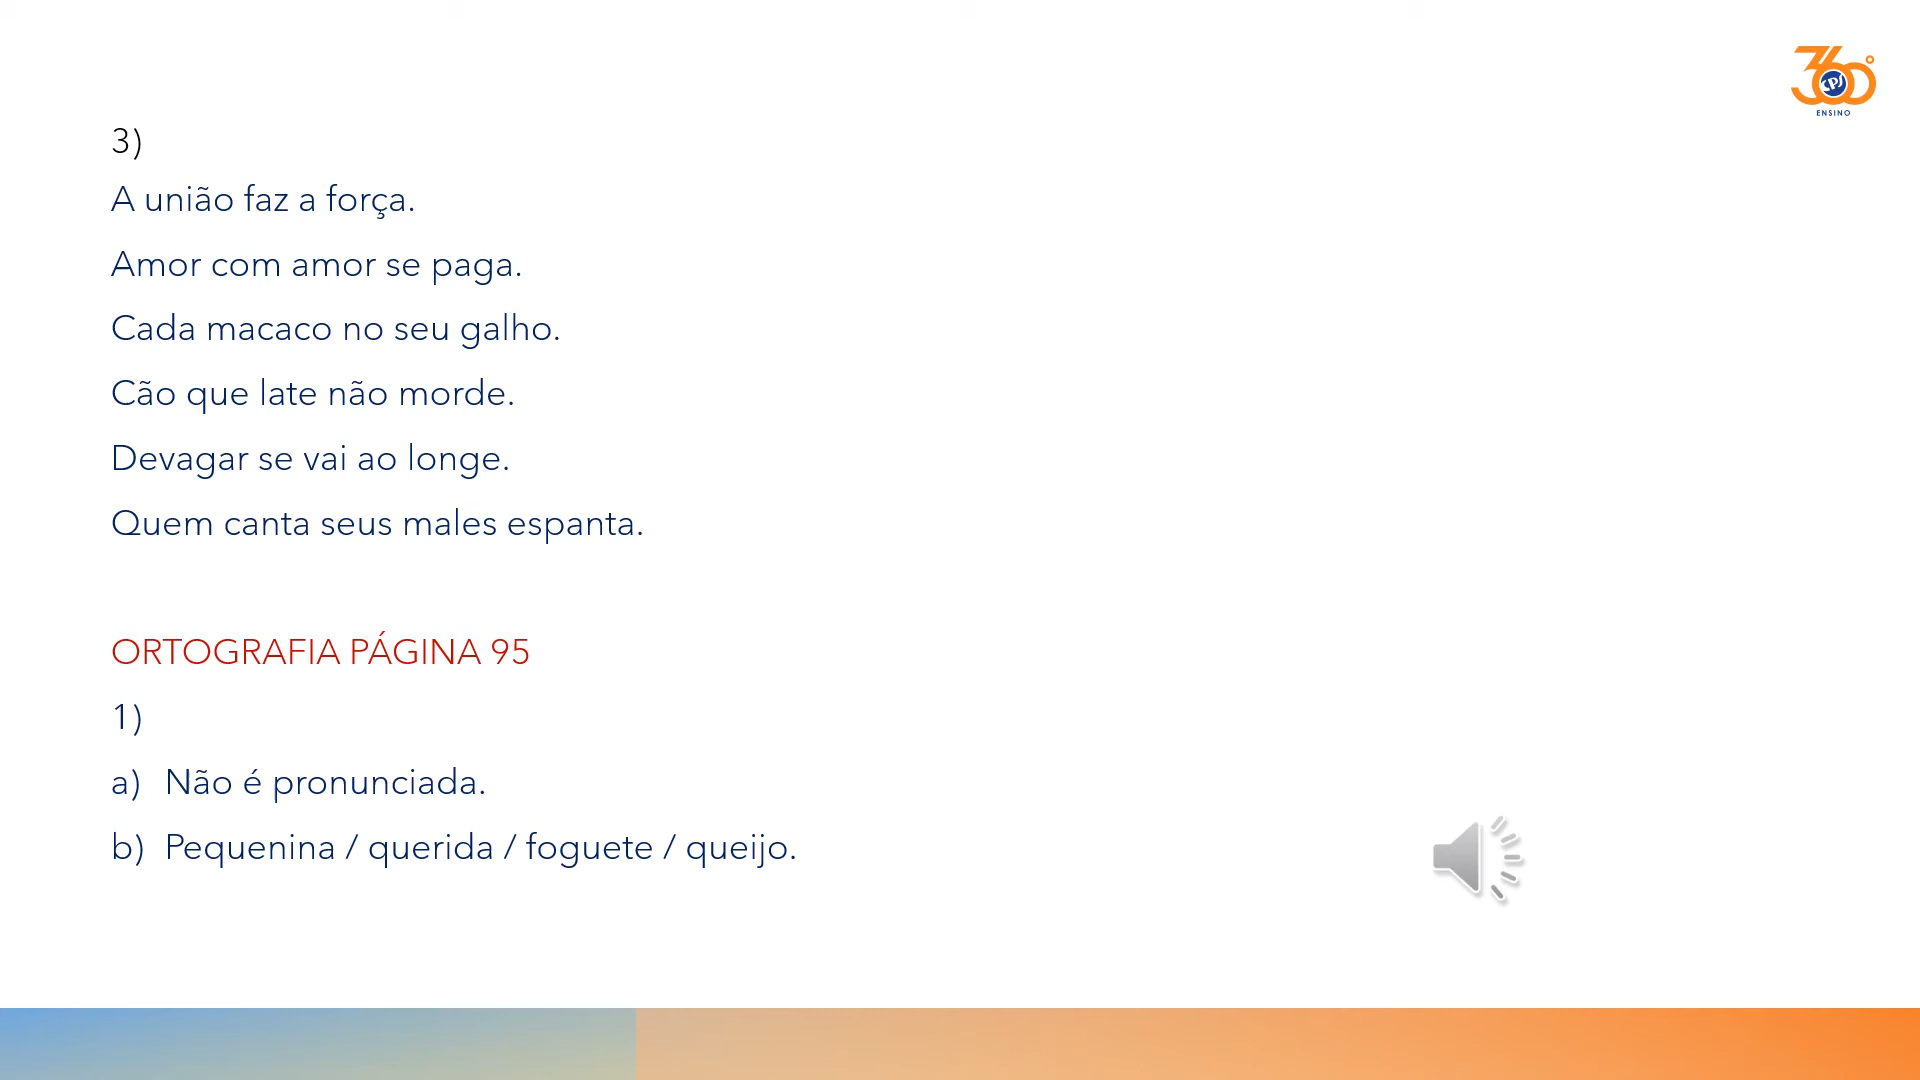 360°
SPJ
ENSINO
3)
A união faz a força.
Amor com amor se paga.
Cada macaco no seu galho.
Cão que late não morde.
Devagar se vai ao longe.
Quem canta seus males espanta.
ORTOGRAFIA PÁGINA 95
1)
a) Não é pronunciada.
b) Pequenina / querida / foguete / queijo.